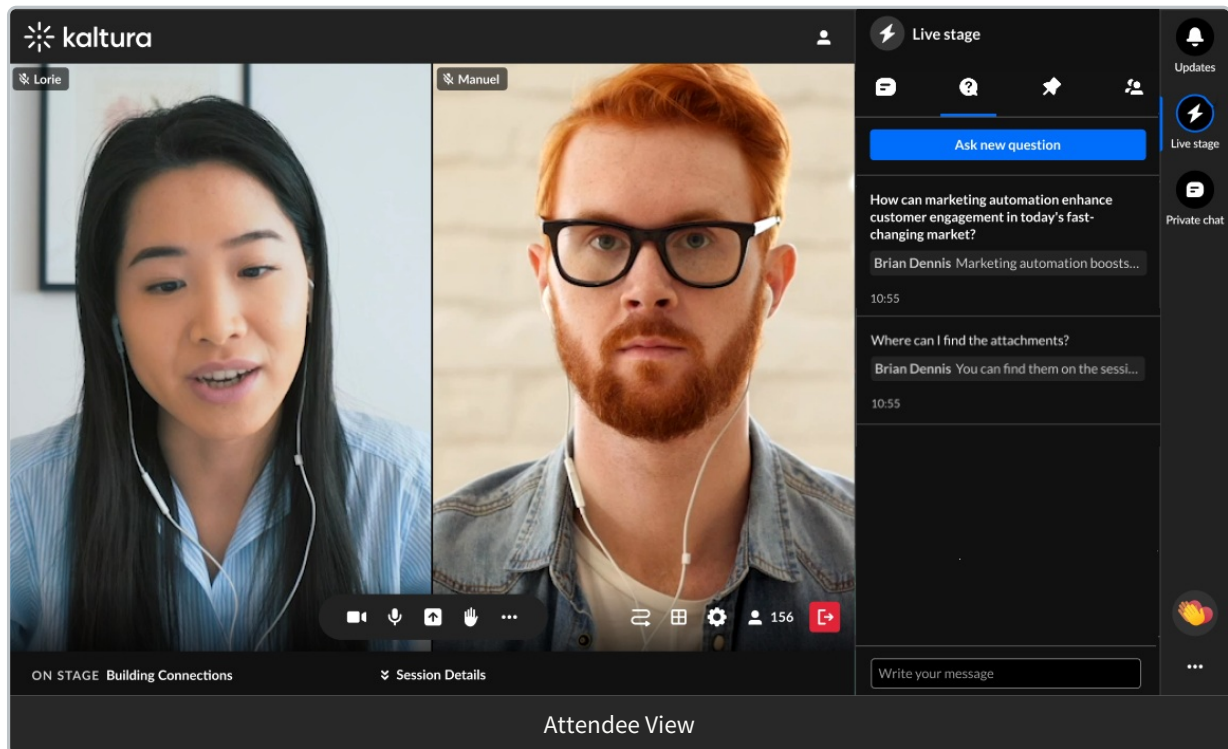 kaltura
Lorie
Manuel
156
ON STAGE Building Connections
Session Details
Live stage
Ask new question
How can marketing automation enhance
customer engagement in today's fast-
changing market?
Brian Dennis Marketing automation boosts...
10:55
Where can I find the attachments?
Brian Dennis You can find them on the sessi...
10:55
Write your message
Updates
Live stage
Private chat
Attendee View